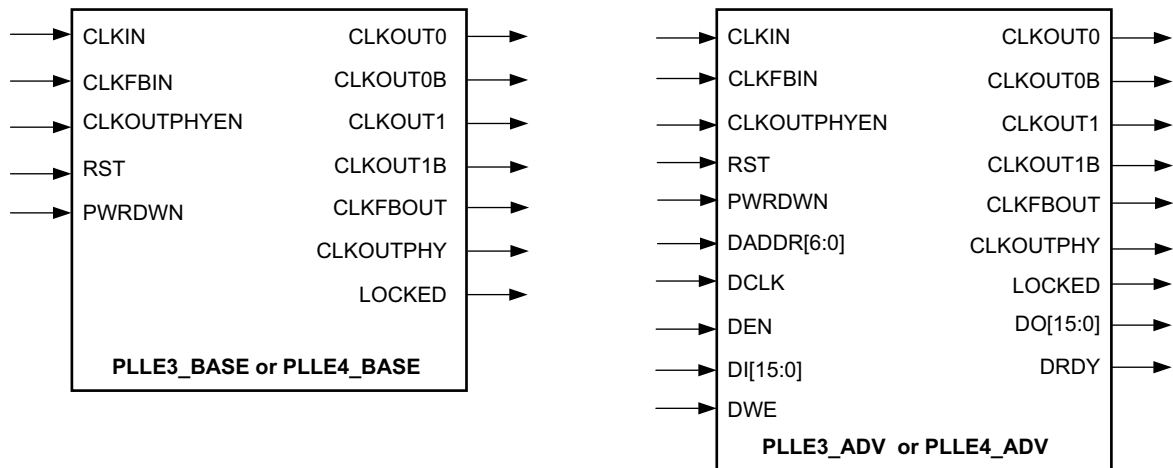 CLKIN
CLKFBIN
CLKOUTPHYEN
RST
PWRDWN
CLKOUT0
CLKOUT0B
CLKOUT1
CLKOUT1B
CLKFBOUT
CLKOUTPHY
LOCKED
PLLE3_BASE or PLLE4_BASE
CLKIN
CLKFBIN
CLKOUTPHYEN
RST
PWRDWN
DADDR[6:0]
DCLK
DEN
DI[15:0]
DWE
CLKOUT0
CLKOUT0B
CLKOUT1
CLKOUT1B
CLKFBOUT
CLKOUTPHY
LOCKED
DO[15:0]
DRDY
PLLE3_ADV or PLLE4_ADV